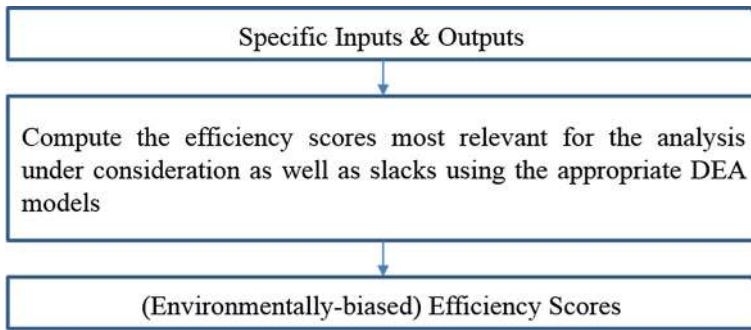 Specific Inputs & Outputs
Compute the efficiency scores most relevant for the analysis
under consideration as well as slacks using the appropriate DEA
models
(Environmentally-biased) Efficiency Scores